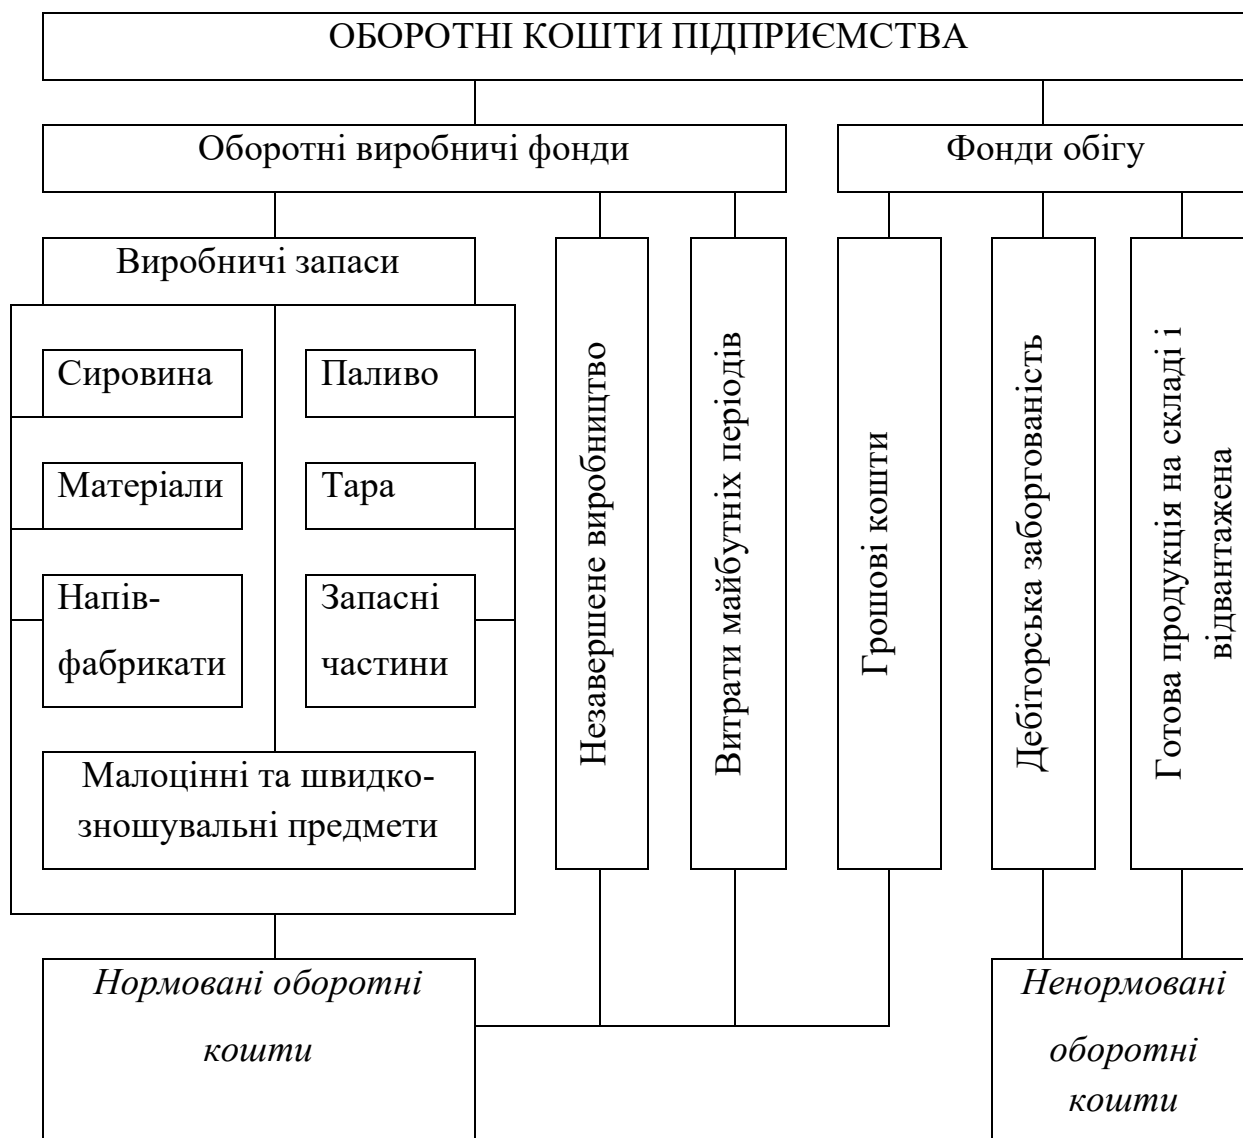 ОБОРОТНІ КОШТИ ПІДПРИЄМСТВА
Оборотні виробничі фонди
Фонди обігу
Виробничі запаси
Сировина
Паливо
Матеріали
Тара
Напів-
фабрикати
Запасні
частини
Малоцінні та швидко-
зношувальні предмети
Незавершене виробництво
Витрати майбутніх періодів
Грошові кошти
Дебіторська заборгованість
Готова продукція на складі і
відвантажена
Нормовані оборотні
кошти
Ненормовані
оборотні
кошти